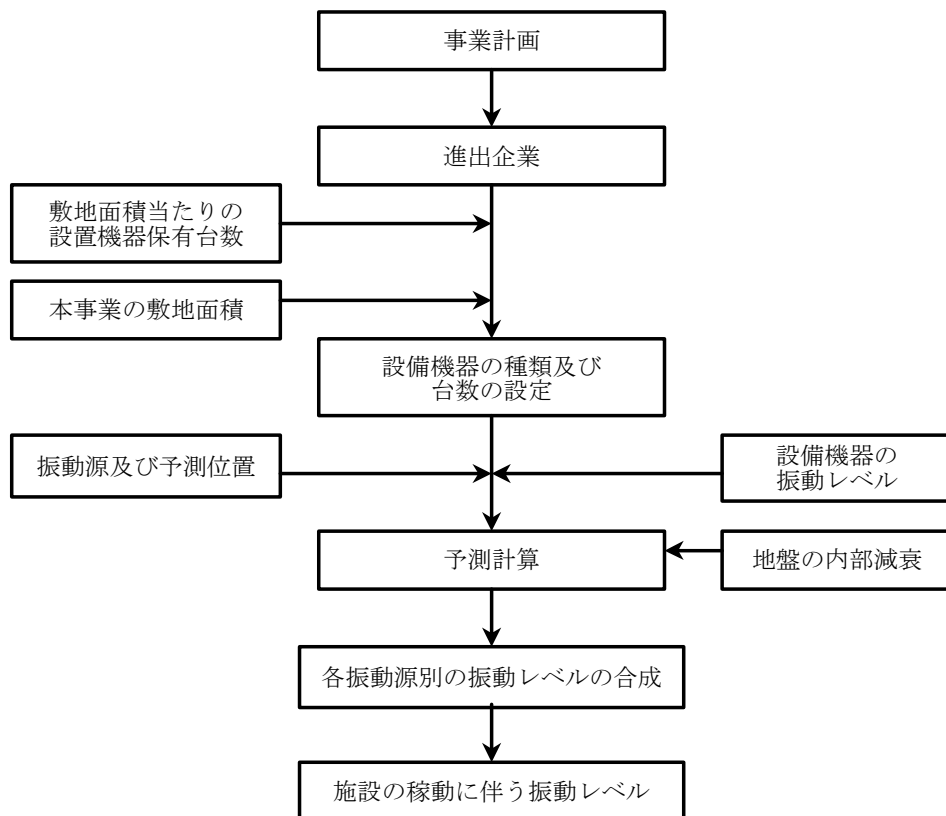 事業計画
進出企業
敷地面積当たりの
設置機器保有台数
本事業の敷地面積
設備機器の種類及び
台数の設定
振動源及び予測位置
設備機器の
振動レベル
予測計算
地盤の内部減衰
各振動源別の振動レベルの合成
施設の稼動に伴う振動レベル